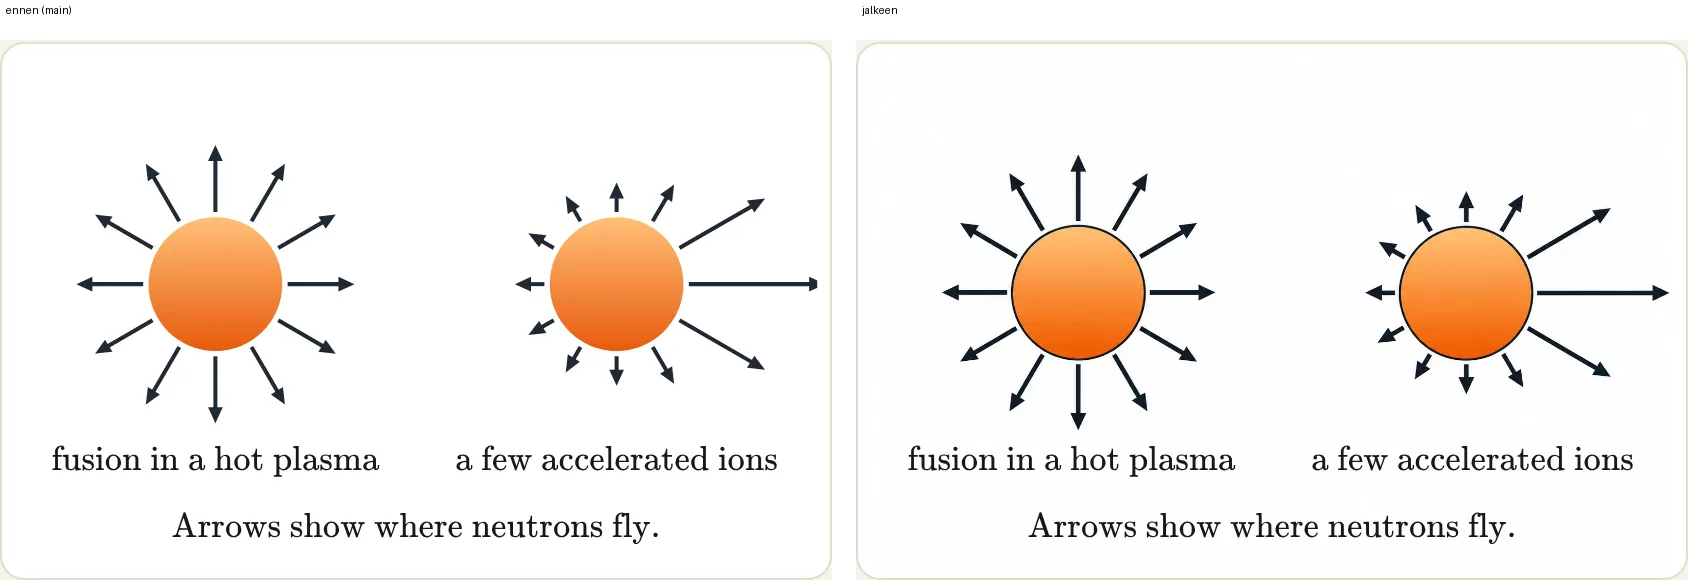 ennen (main)
jalkeen
fusion in a hot plasma
a few accelerated ions
Arrows show where neutrons fly.
fusion in a hot plasma
a few accelerated ions
Arrows show where neutrons fly.